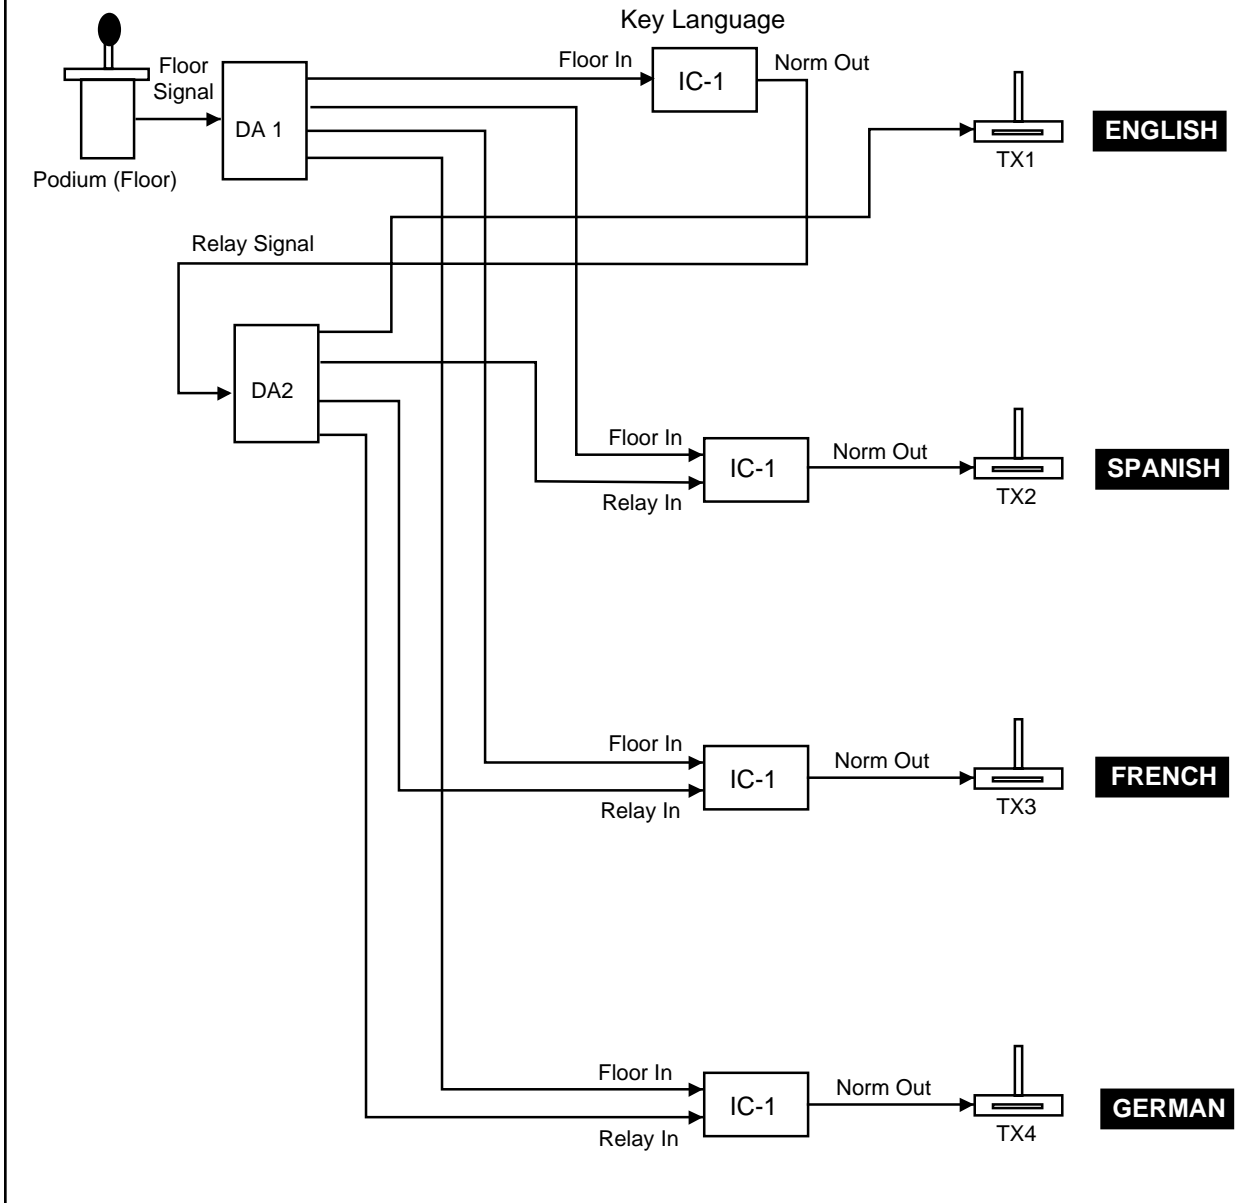 Key Language
Floor
Signal
Floor In
IC-1
Norm Out
DA 1
ENGLISH
TX1
Podium (Floor)
Relay Signal
DA2
Floor In
IC-1
Norm Out
SPANISH
Relay In
TX2
Floor In
IC-1
Norm Out
FRENCH
Relay In
TX3
Floor In
IC-1
Norm Out
GERMAN
Relay In
TX4